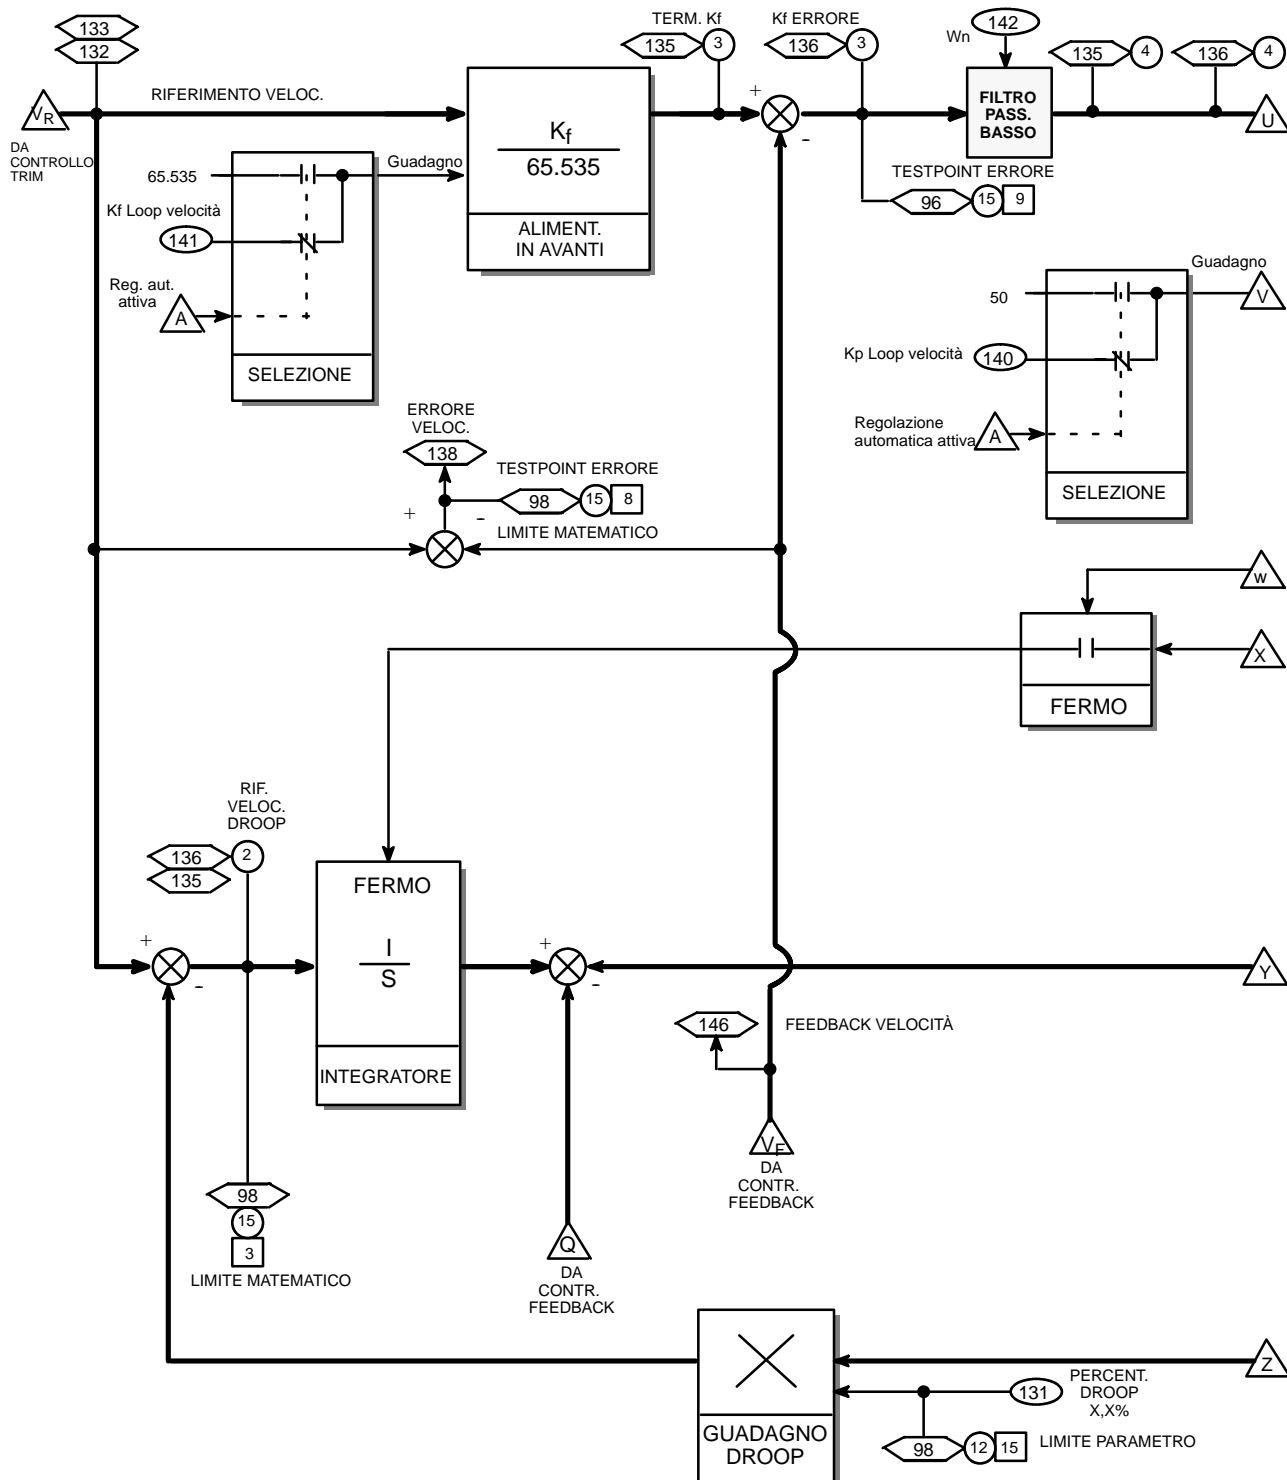 133
132
TERM. Kf
135
3
Kf ERRORE
136
3
142
Wn
135
4
136
4
VR
DA
CONTROLLO
TRIM
RIFERIMENTO VELOC.
Kf
65.535
ALIMENT.
IN AVANTI
+
-
FILTRO
PASS.
BASSO
U
TESTPOINT ERRORE
96
15
9
65.535
Guadagno
Kf Loop velocità
141
Reg. aut.
attiva
A
SELEZIONE
Guadagno
50
V
Kp Loop velocità
140
Regolazione
automatica attiva
A
SELEZIONE
ERRORE
VELOC.
138
TESTPOINT ERRORE
98
15
8
LIMITE MATEMATICO
+
-
W
X
FERMO
RIF.
VELOC.
DROOP
136
2
135
FERMO
I
S
INTEGRATORE
+
-
+
-
Y
146
FEEDBACK VELOCITÀ
VF
DA
CONTR.
FEEDBACK
98
15
3
LIMITE MATEMATICO
Q
DA
CONTR.
FEEDBACK
Z
GUADAGNO
DROOP
131
PERCENT.
DROOP
X,X%
98
12
15
LIMITE PARAMETRO